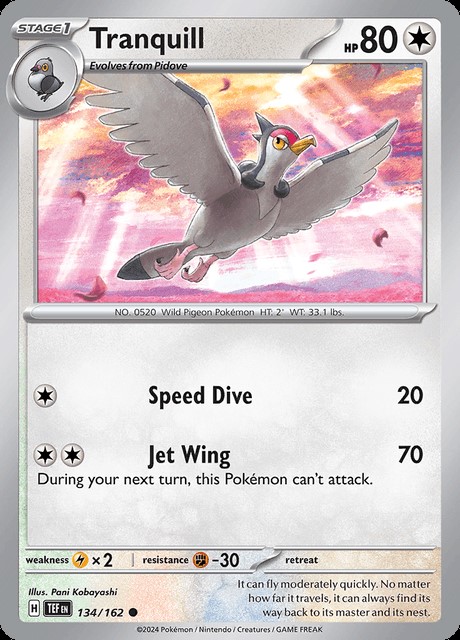 STAGE1
Tranquill
HP 80
Evolves from Pidove
NO. 0520 Wild Pigeon Pokémon HT: 2' WT: 33.1 lbs.
Speed Dive 20
Jet Wing 70
During your next turn, this Pokémon can't attack.
weakness ×2 resistance -30 retreat
Illus. Pani Kobayashi
It can fly moderately quickly. No matter
how far it travels, it can always find its
way back to its master and its nest.
H TEF EN 134/162
©2024 Pokémon / Nintendo / Creatures / GAME FREAK